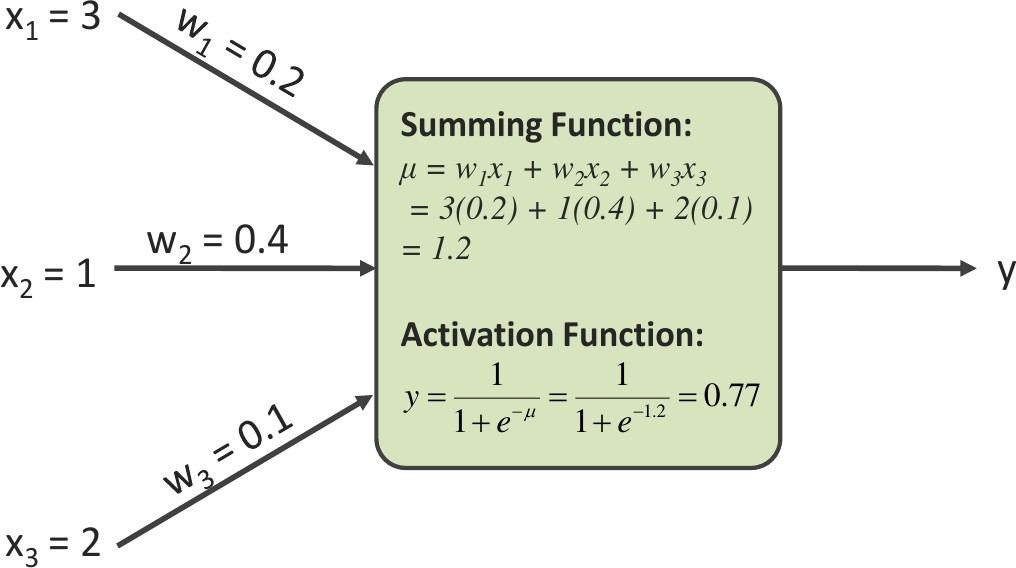 x₁ = 3
w₁ = 0.2
Summing Function:
μ = w₁x₁ + w₂x₂ + w₃x₃
= 3(0.2) + 1(0.4) + 2(0.1)
= 1.2
w₂ = 0.4
x₂ = 1
y
Activation Function:
y = 1/(1+e^{−μ}) = 1/(1+e^{−1.2}) = 0.77
w₃ = 0.1
x₃ = 2